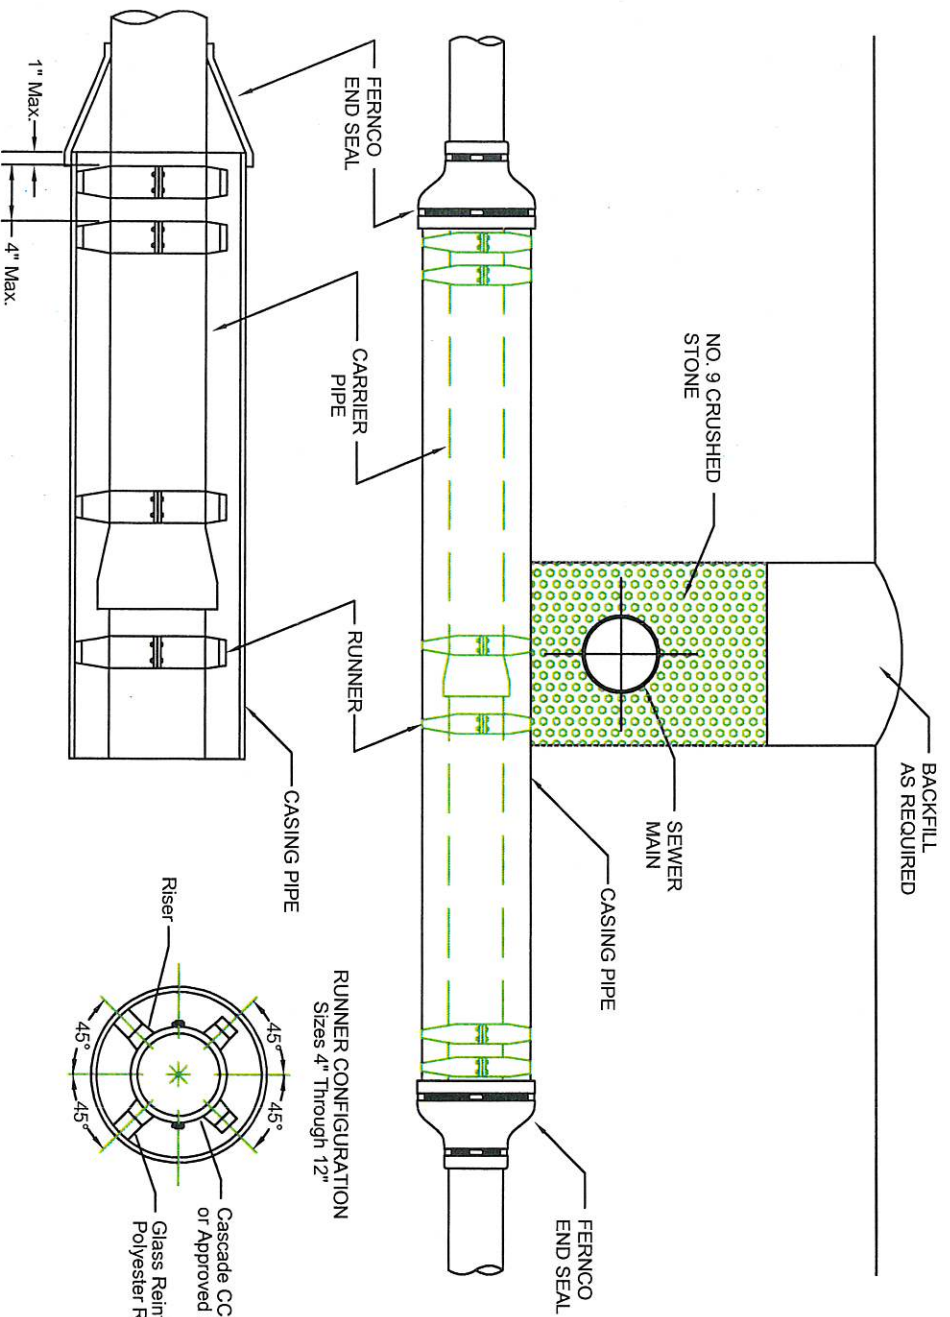 BACKFILL
AS REQUIRED
NO. 9 CRUSHED
STONE
SEWER
MAIN
CASING PIPE
FERNCO
END SEAL
FERNCO
END SEAL
CARRIER
PIPE
RUNNER
1" Max.
4" Max.
CASING PIPE
RUNNER CONFIGURATION
Sizes 4" Through 12"
Riser
45°
45°
45°
45°
Cascade CC
or Approved
Glass Rein
Polyester R